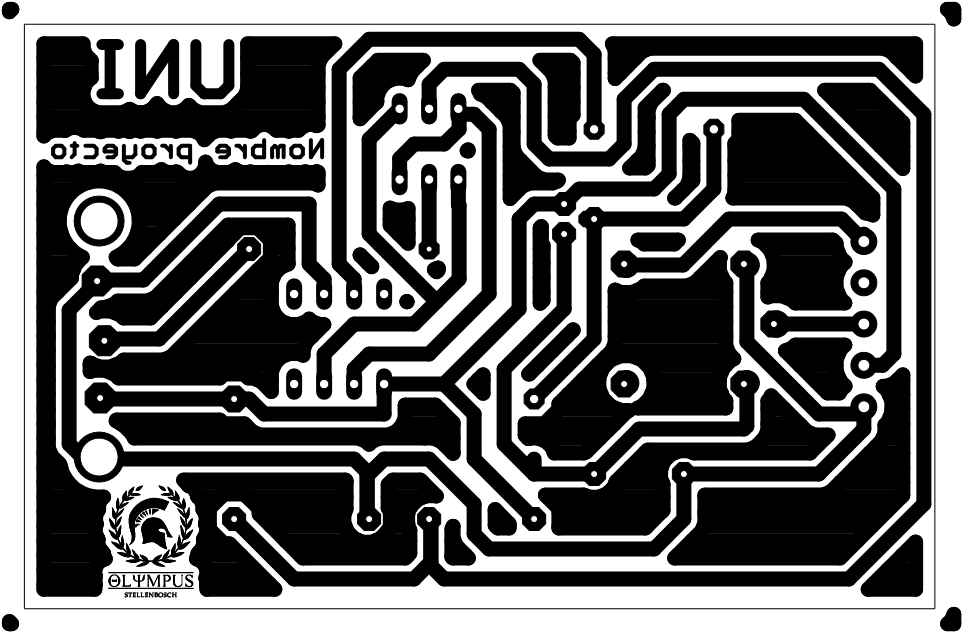 UNI
Nombre proyecto
OLYMPUS
STELLENBOSCH